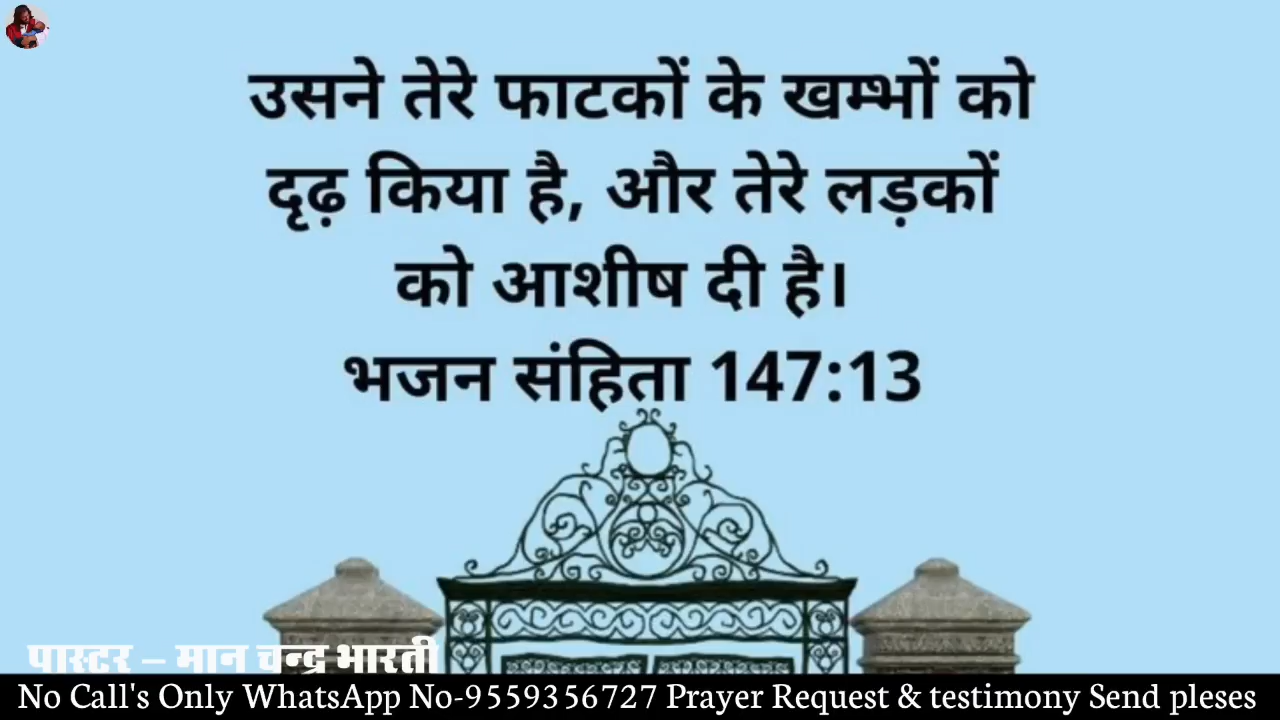 उसने तेरे फाटकों के खम्भों को
दृढ़ किया है, और तेरे लड़कों
को आशीष दी है।
भजन संहिता 147:13
पास्टर – मान चन्द्र भारती
No Call's Only WhatsApp No-9559356727 Prayer Request & testimony Send pleses